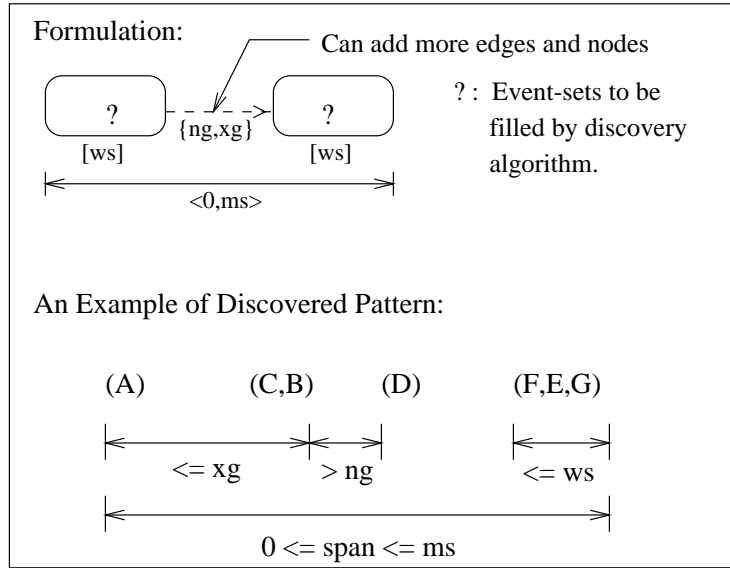 Formulation:
Can add more edges and nodes
? ?
{ng,xg}
[ws] [ws]
<0,ms>
? : Event-sets to be
filled by discovery
algorithm.
An Example of Discovered Pattern:
(A) (C,B) (D) (F,E,G)
<= xg > ng <= ws
0 <= span <= ms